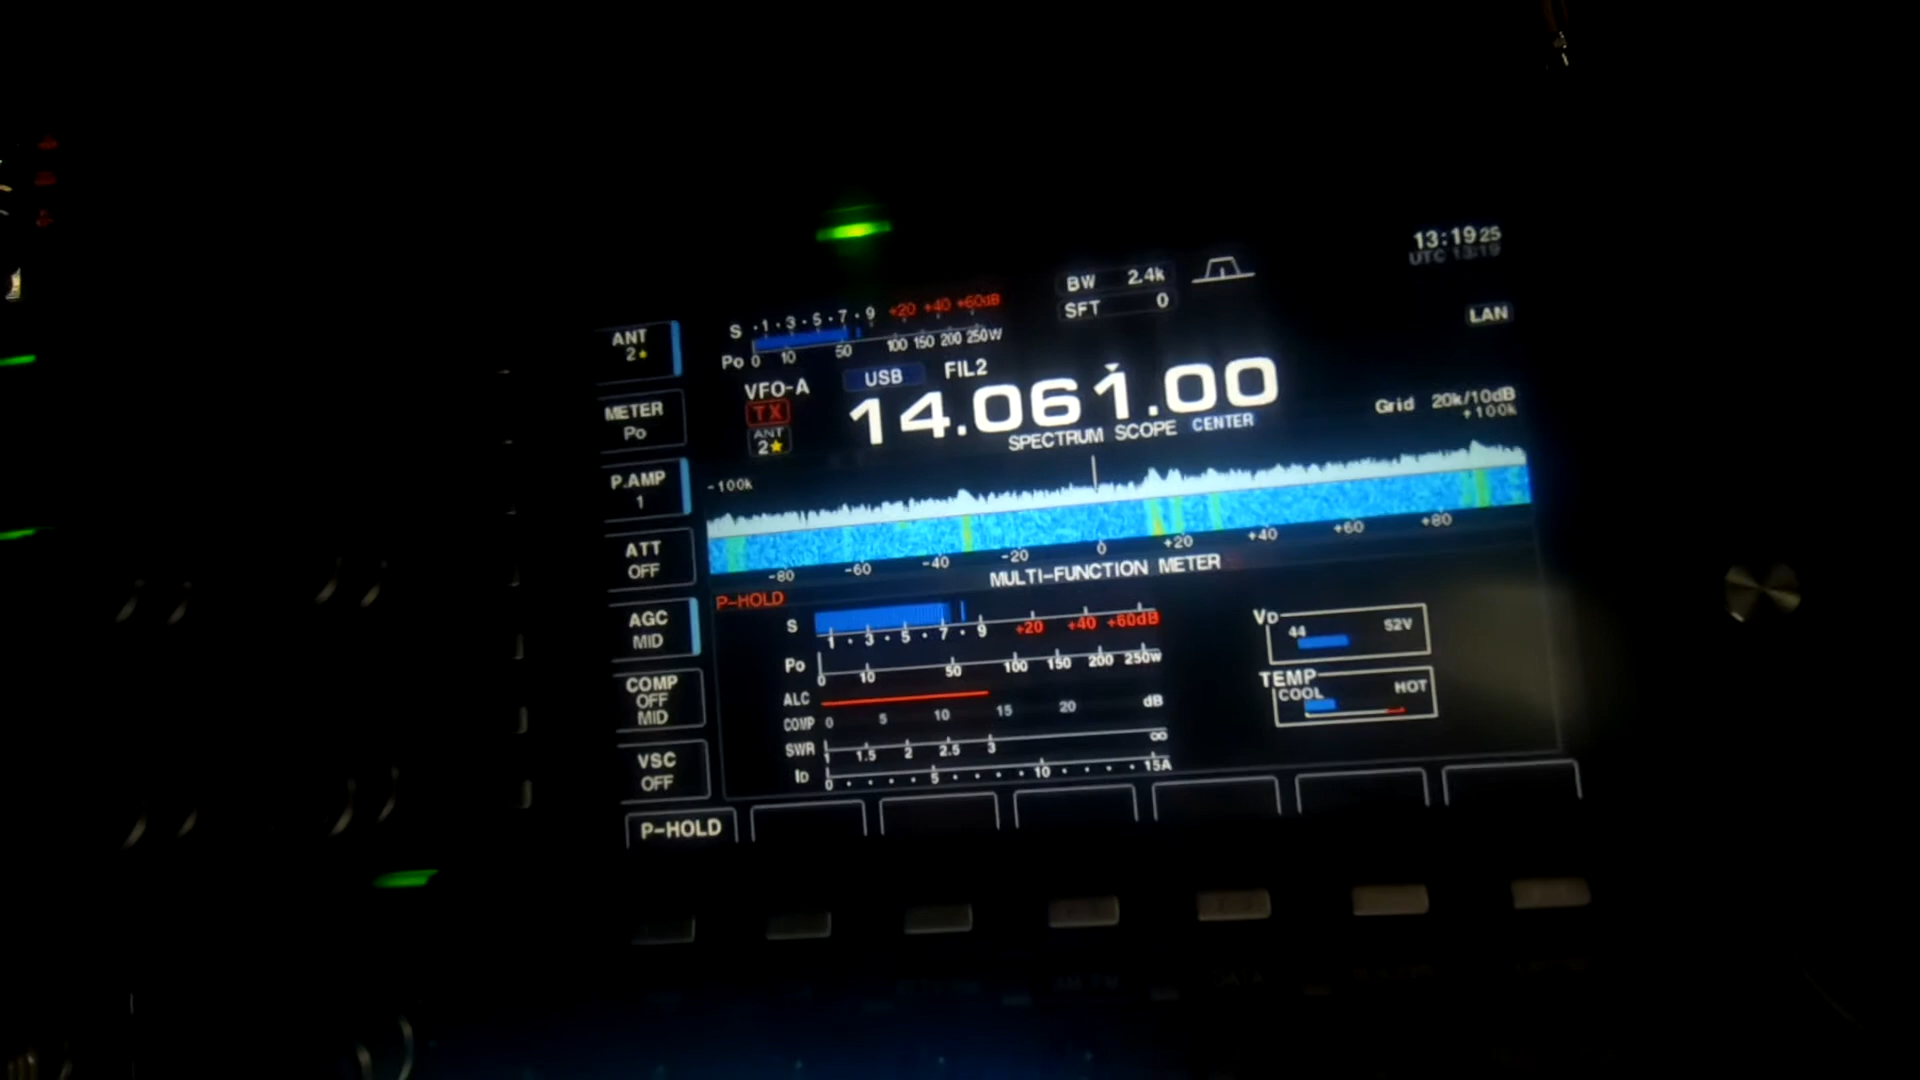 13:19 25
UTC 13:19
BW 2.4k
SFT 0
LAN
S 1 · 3 · 5 · 7 · 9 +20 +40 +60dB
Po 0 10 50 100 150 200 250W
VFO-A USB FIL2
TX
ANT
2★
14.061.00
SPECTRUM SCOPE CENTER
Grid 20k/10dB
-100k
+100k
-80 -60 -40 -20 0 +20 +40 +60 +80
MULTI-FUNCTION METER
P-HOLD
S 1 · 3 · 5 · 7 · 9 +20 +40 +60dB
Po 0 10 50 100 150 200 250W
ALC
COMP 0 5 10 15 20 dB
SWR 1 1.5 2 2.5 3 ∞
ID 0 5 10 15A
VD
44 52V
TEMP
COOL HOT
ANT
2★
METER
Po
P.AMP
1
ATT
OFF
AGC
MID
COMP
OFF
MID
VSC
OFF
P-HOLD